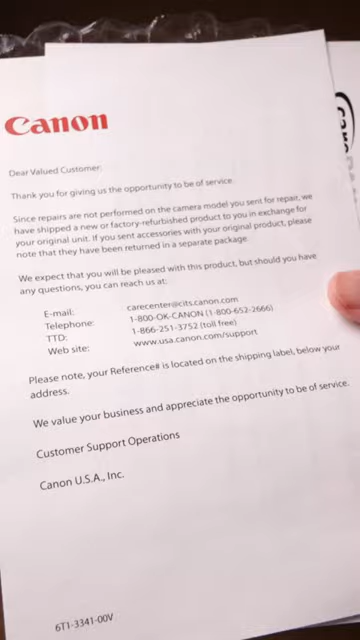 Canon
Dear Valued Customer:
Thank you for giving us the opportunity to be of service.
Since repairs are not performed on the camera model you sent for repair, we
have shipped a new or factory-refurbished product to you in exchange for
your original unit. If you sent accessories with your original product, please
note that they have been returned in a separate package.
We expect that you will be pleased with this product, but should you have
any questions, you can reach us at:
E-mail: carecenter@cits.canon.com
Telephone: 1-800-OK-CANON (1-800-652-2666)
TTD: 1-866-251-3752 (toll free)
Web site: www.usa.canon.com/support
Please note, your Reference# is located on the shipping label, below your
address.
We value your business and appreciate the opportunity to be of service.
Customer Support Operations
Canon U.S.A., Inc.
6T1-3341-00V